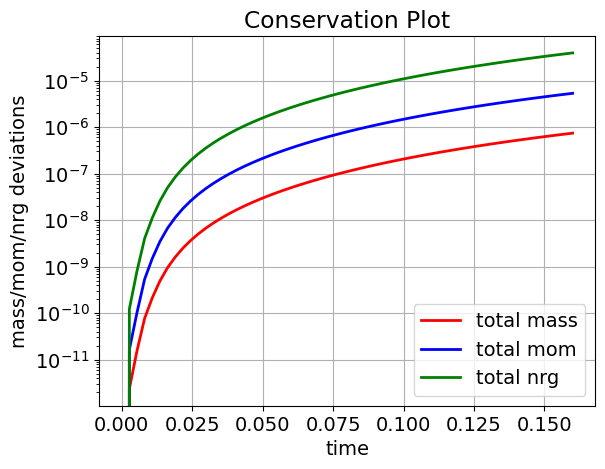 Conservation Plot
mass/mom/nrg deviations
10⁻⁵
10⁻⁶
10⁻⁷
10⁻⁸
10⁻⁹
10⁻¹⁰
10⁻¹¹
total mass
total mom
total nrg
0.000 0.025 0.050 0.075 0.100 0.125 0.150
time